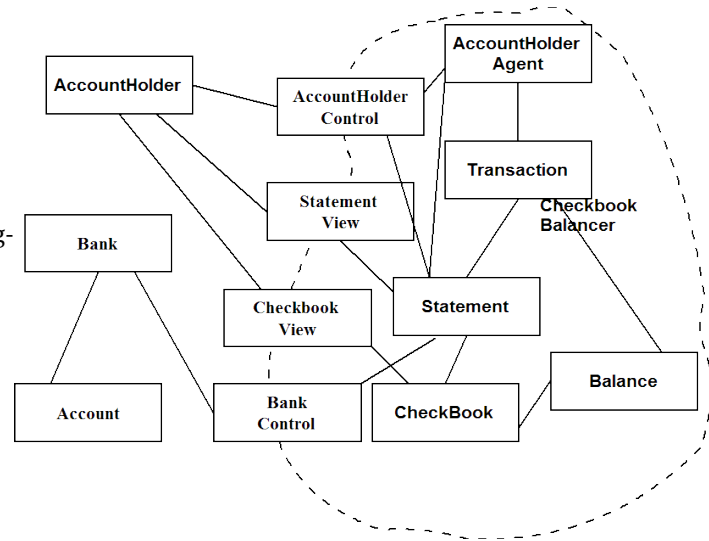 AccountHolder
Agent
AccountHolder
AccountHolder
Control
Transaction
Statement
View
Checkbook
Balancer
g-
Bank
Checkbook
View
Statement
Balance
Account
Bank
Control
CheckBook